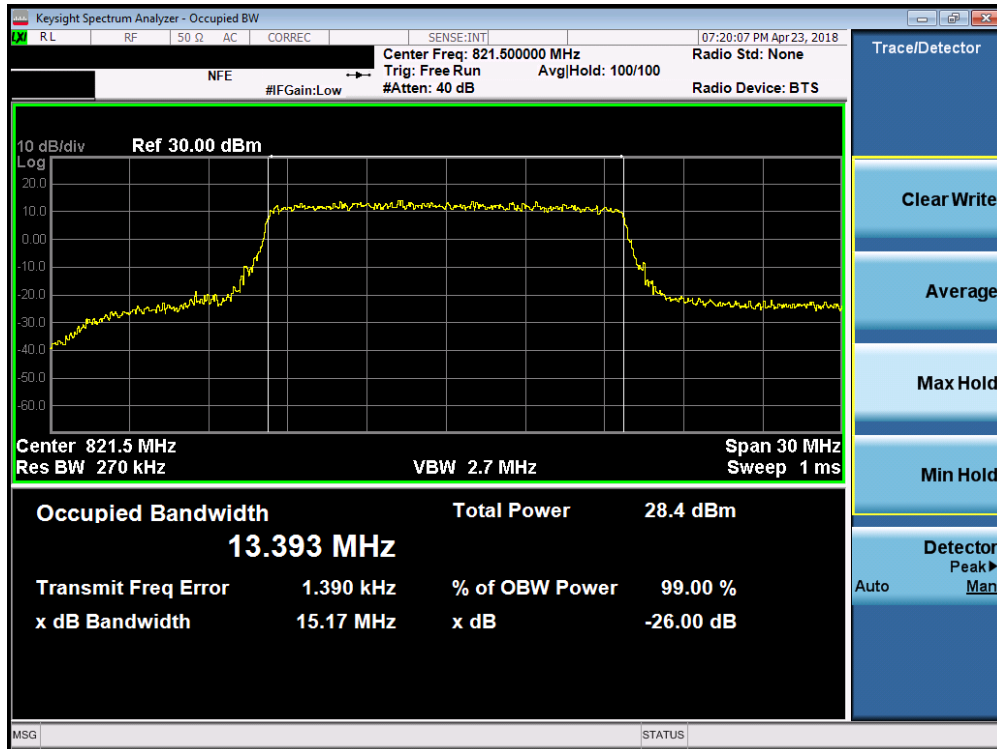 Keysight Spectrum Analyzer - Occupied BW
LXI RL RF 50 Ω AC CORREC SENSE:INT 07:20:07 PM Apr 23, 2018
NFE #IFGain:Low
Center Freq: 821.500000 MHz Radio Std: None
Trig: Free Run Avg|Hold: 100/100
#Atten: 40 dB Radio Device: BTS
10 dB/div Ref 30.00 dBm
Log
20.0
10.0
0.00
-10.0
-20.0
-30.0
-40.0
-50.0
-60.0
Center 821.5 MHz Span 30 MHz
Res BW 270 kHz VBW 2.7 MHz Sweep 1 ms
Occupied Bandwidth Total Power 28.4 dBm
13.393 MHz
Transmit Freq Error 1.390 kHz % of OBW Power 99.00 %
x dB Bandwidth 15.17 MHz x dB -26.00 dB
Trace/Detector
Clear Write
Average
Max Hold
Min Hold
Detector
Peak▶
Auto Man
MSG STATUS